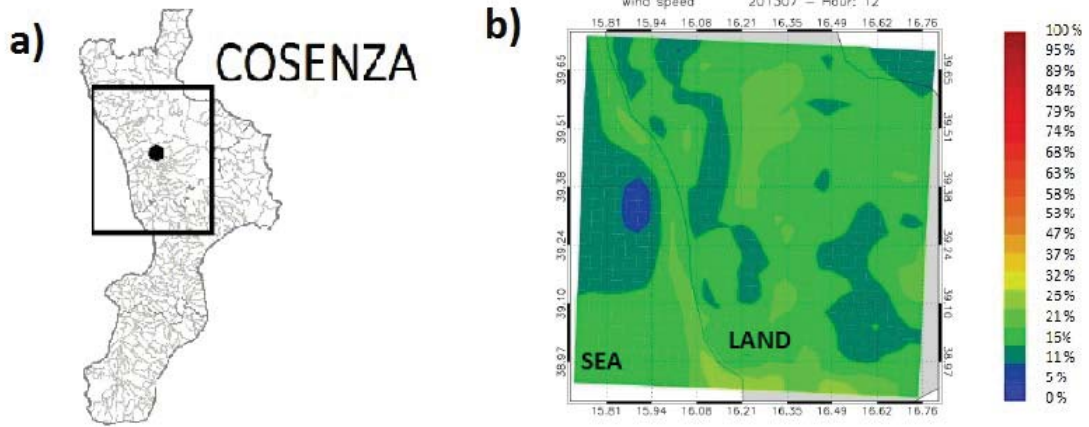 a)
COSENZA
b)
wind speed 201307 - Hour: 12
15.81 15.94 16.08 16.21 16.35 16.49 16.62 16.76
39.65 39.51 39.38 39.24 39.10 38.97
39.65 39.51 39.38 39.24 39.10 38.97
SEA
LAND
15.81 15.94 16.08 16.21 16.35 16.49 16.62 16.76
100%
95%
89%
84%
79%
74%
68%
63%
58%
53%
47%
42%
37%
32%
25%
21%
15%
11%
5%
0%